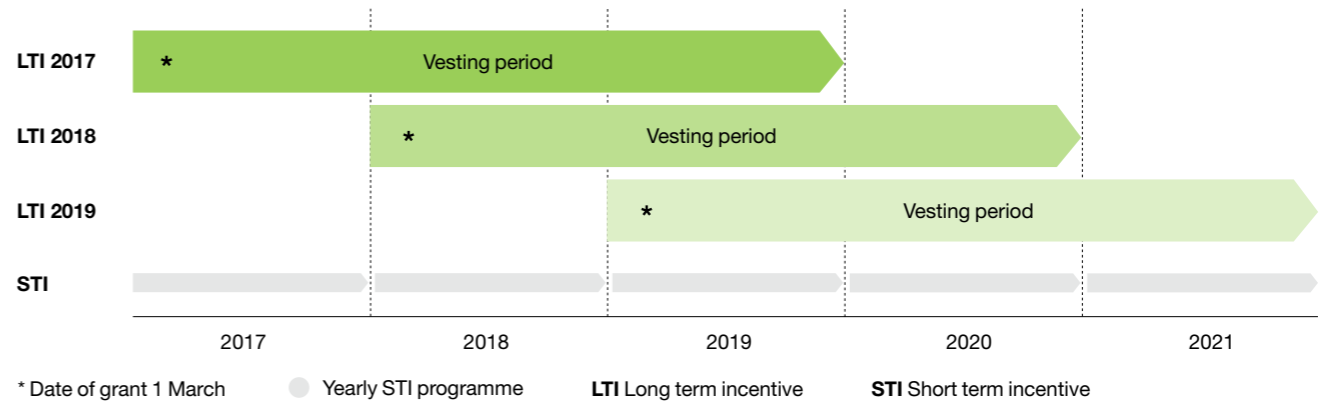 LTI 2017 * Vesting period
LTI 2018 * Vesting period
LTI 2019 * Vesting period
STI
2017 2018 2019 2020 2021
* Date of grant 1 March Yearly STI programme LTI Long term incentive STI Short term incentive